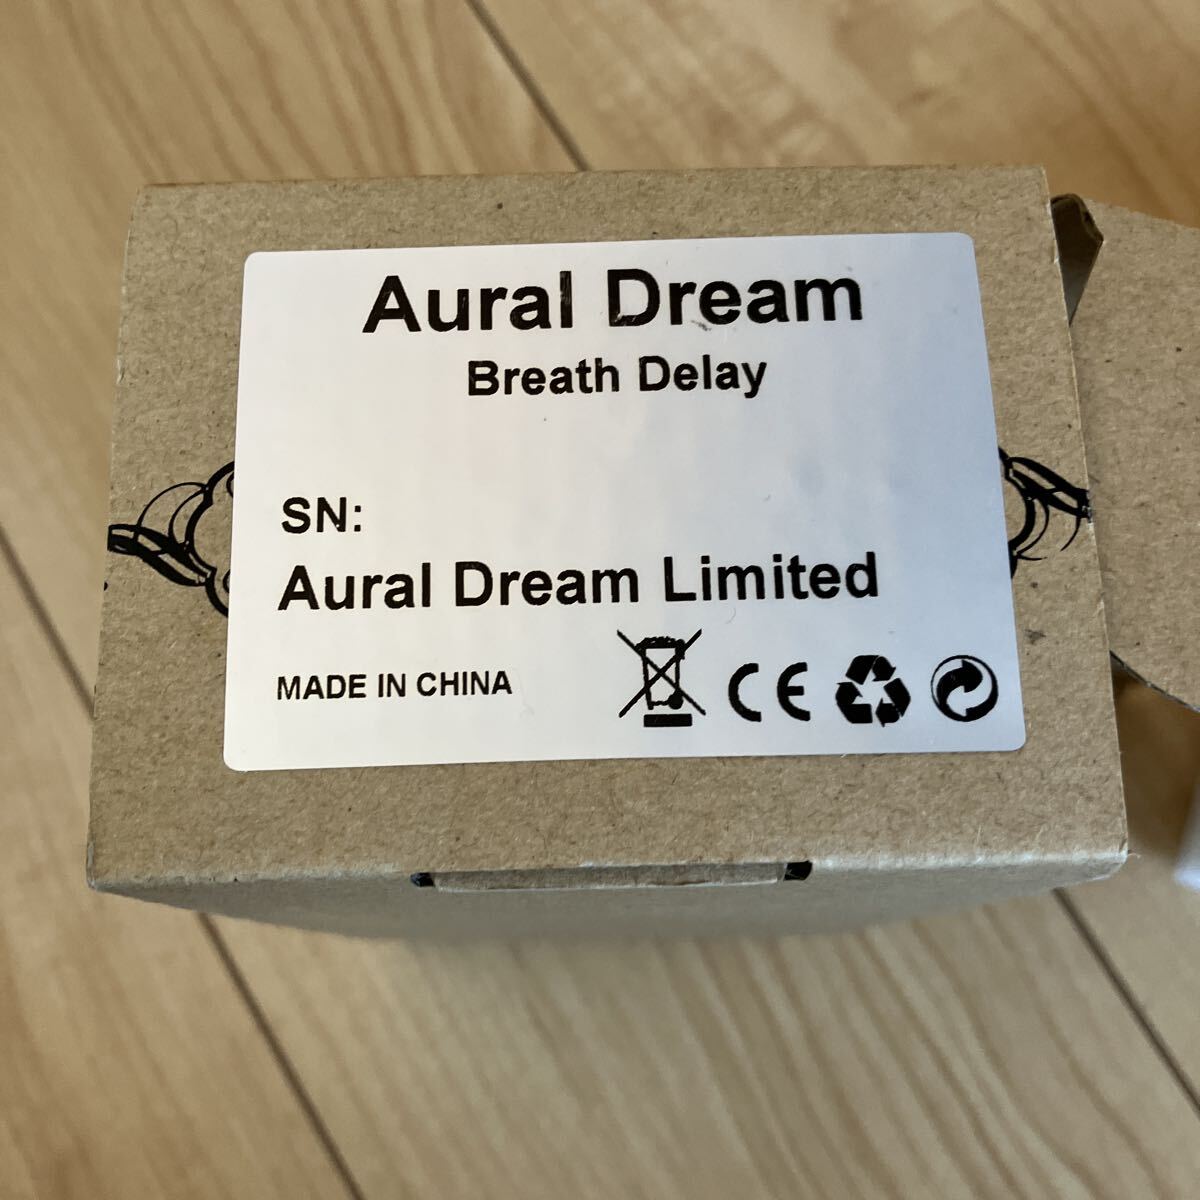 Aural Dream
Breath Delay
SN:
Aural Dream Limited
MADE IN CHINA
CE